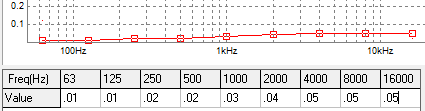 0.2
0.1
100Hz 1kHz 10kHz
Freq(Hz) 63 125 250 500 1000 2000 4000 8000 16000
Value .01 .01 .02 .02 .03 .04 .05 .05 .05